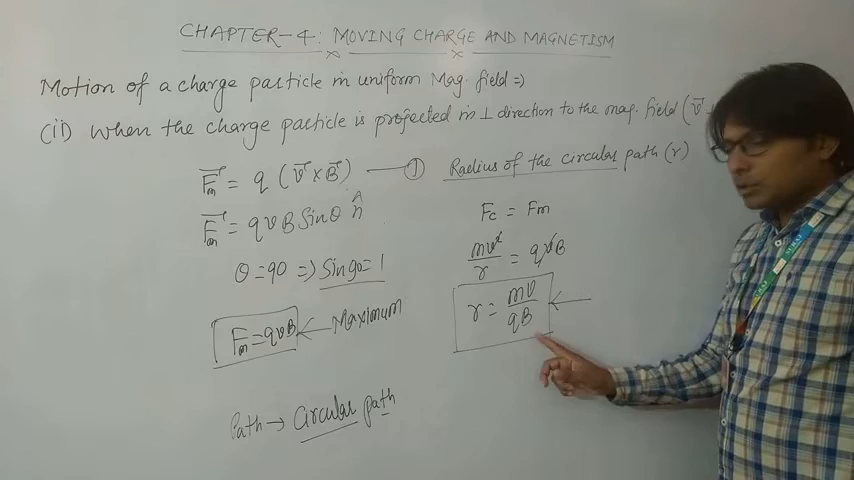 CHAPTER-4: MOVING CHARGE AND MAGNETISM
Motion of a charge particle in uniform Mag. field =>
(ii) When the charge particle is projected in ⊥ direction to the mag. field (v⃗
F⃗m = q (v⃗ × B⃗) — ①
F⃗m = qvB Sinθ n̂
θ = 90 => Sin90 = 1
Fm = qvB ← Maximum
Path → Circular path
Radius of the circular path (r)
Fc = Fm
mv²/r = qvB
r = mv/qB ←